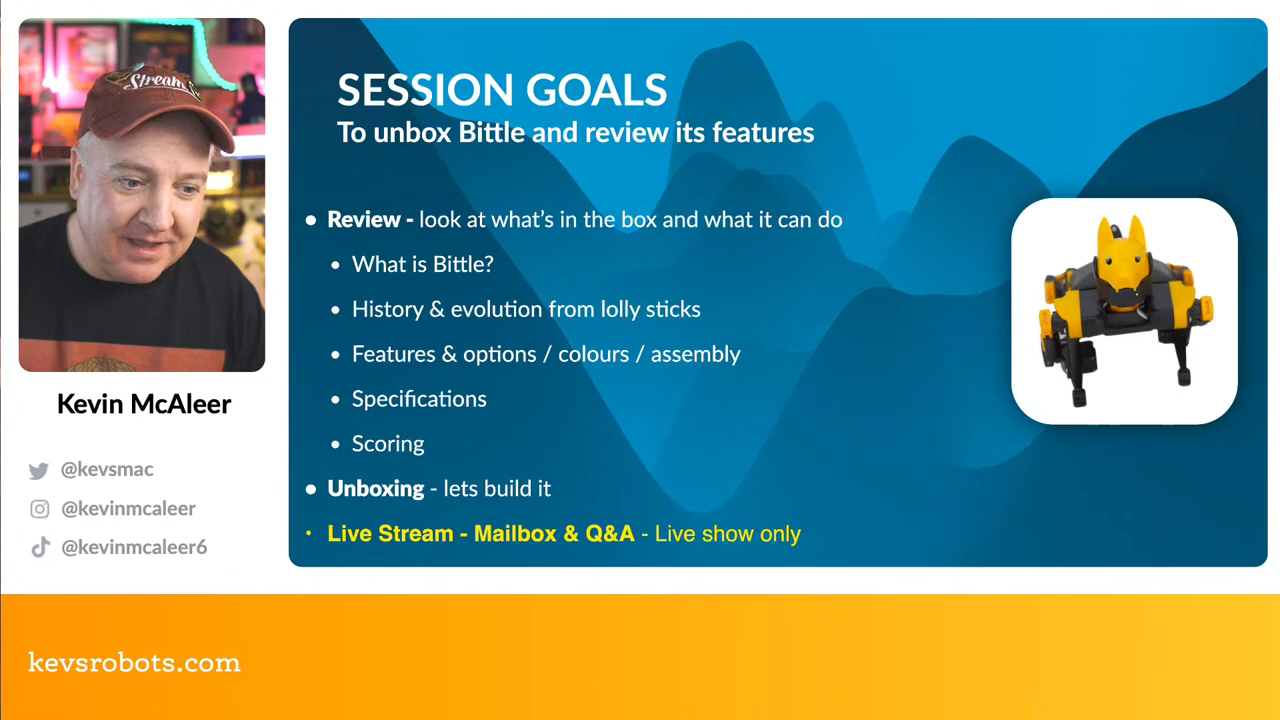 Stream
Kevin McAleer
@kevsmac
@kevinmcaleer
@kevinmcaleer6
SESSION GOALS
To unbox Bittle and review its features
• Review - look at what's in the box and what it can do
• What is Bittle?
• History & evolution from lolly sticks
• Features & options / colours / assembly
• Specifications
• Scoring
• Unboxing - lets build it
• Live Stream - Mailbox & Q&A - Live show only
kevsrobots.com